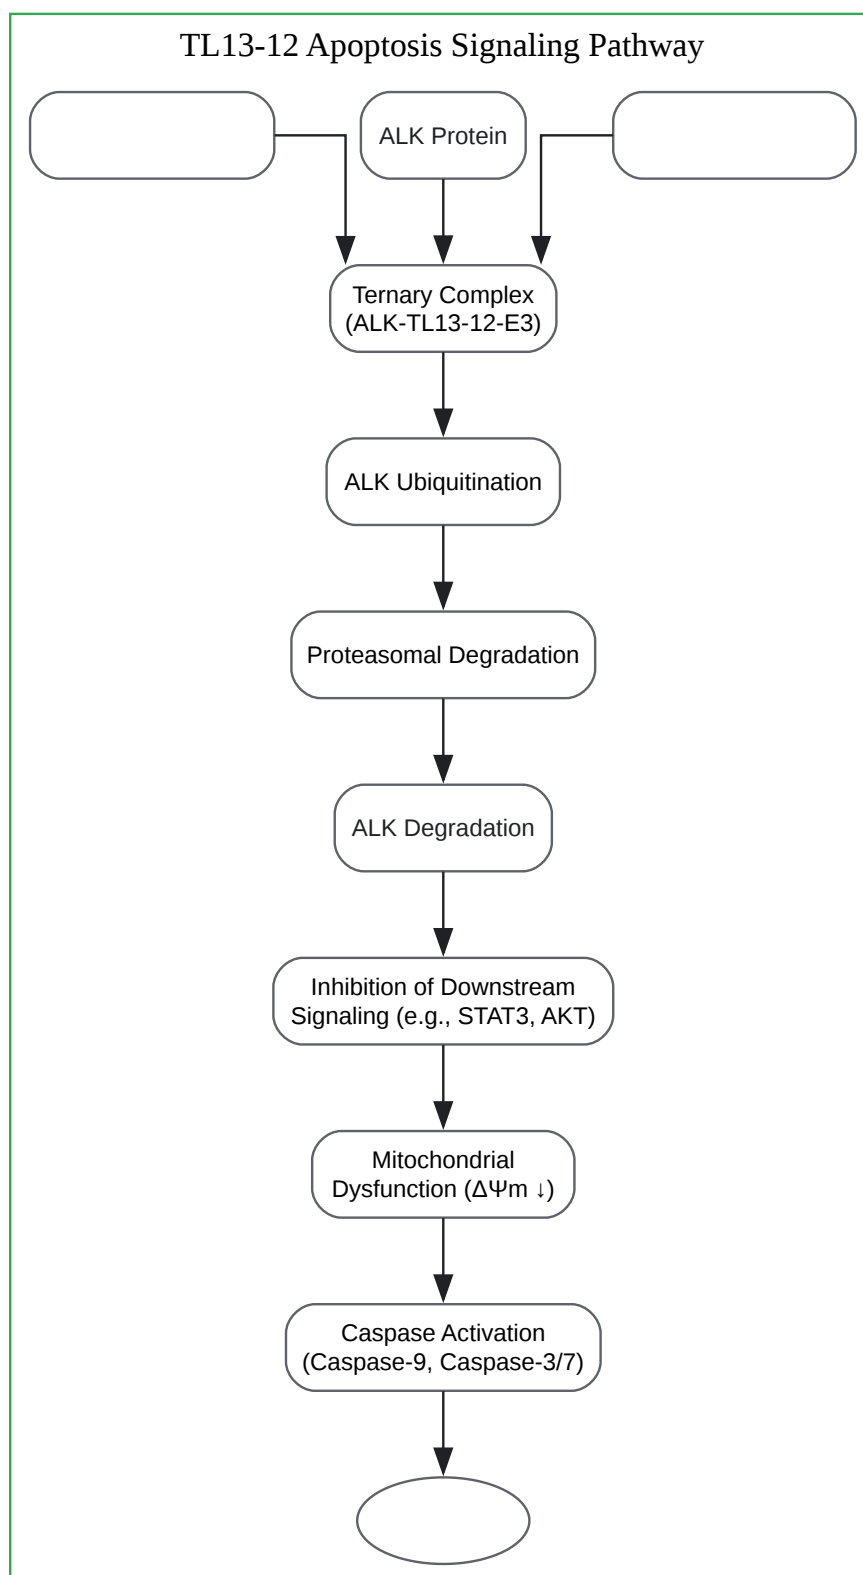 TL13-12 Apoptosis Signaling Pathway
ALK Protein
Ternary Complex
(ALK-TL13-12-E3)
ALK Ubiquitination
Proteasomal Degradation
ALK Degradation
Inhibition of Downstream
Signaling (e.g., STAT3, AKT)
Mitochondrial
Dysfunction (ΔΨm ↓)
Caspase Activation
(Caspase-9, Caspase-3/7)